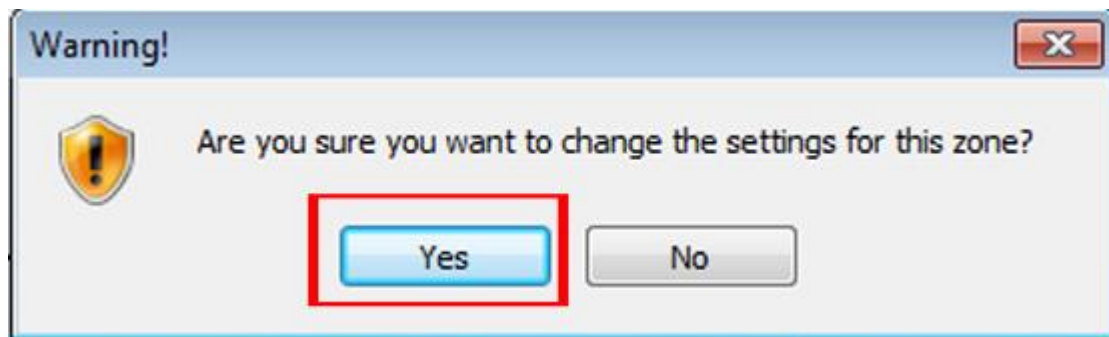 Warning!
Are you sure you want to change the settings for this zone?
Yes No